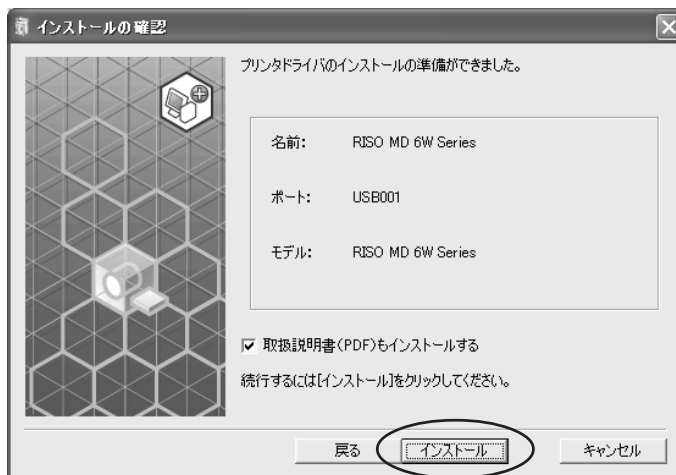 インストールの確認
プリンタドライバのインストールの準備ができました。
名前: RISO MD 6W Series
ポート: USB001
モデル: RISO MD 6W Series
取扱説明書(PDF)もインストールする
続行するには[インストール]をクリックしてください。
戻る インストール キャンセル